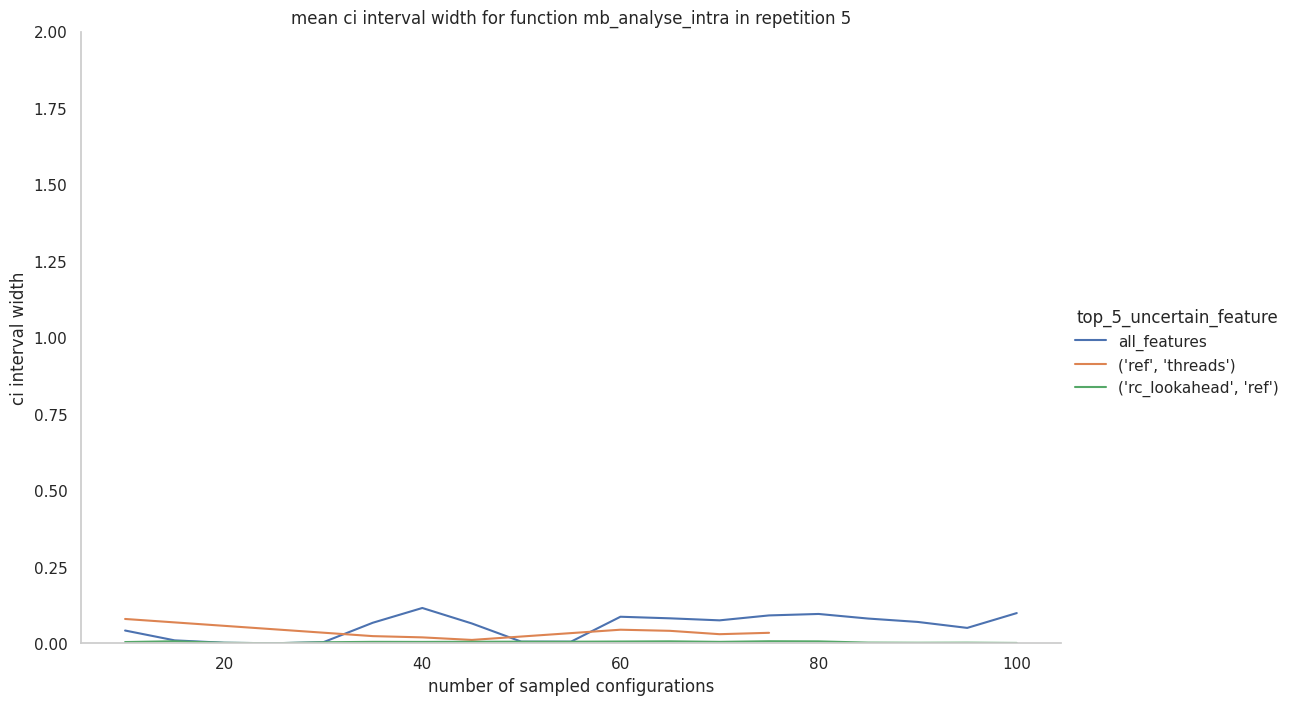 mean ci interval width for function mb_analyse_intra in repetition 5
2.00
1.75
1.50
1.25
1.00
0.75
0.50
0.25
0.00
ci interval width
20
40
60
80
100
number of sampled configurations
top_5_uncertain_feature
all_features
('ref', 'threads')
('rc_lookahead', 'ref')